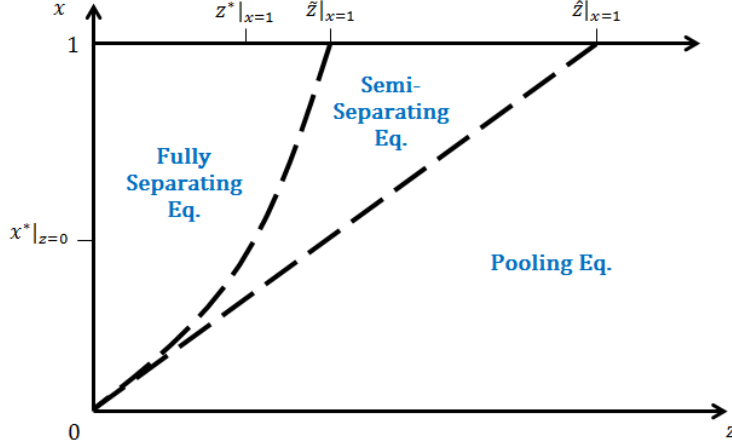 x
z*|x=1
z̃|x=1
ẑ|x=1
1
Semi-
Separating
Eq.
Fully
Separating
Eq.
x*|z=0
Pooling Eq.
0
z